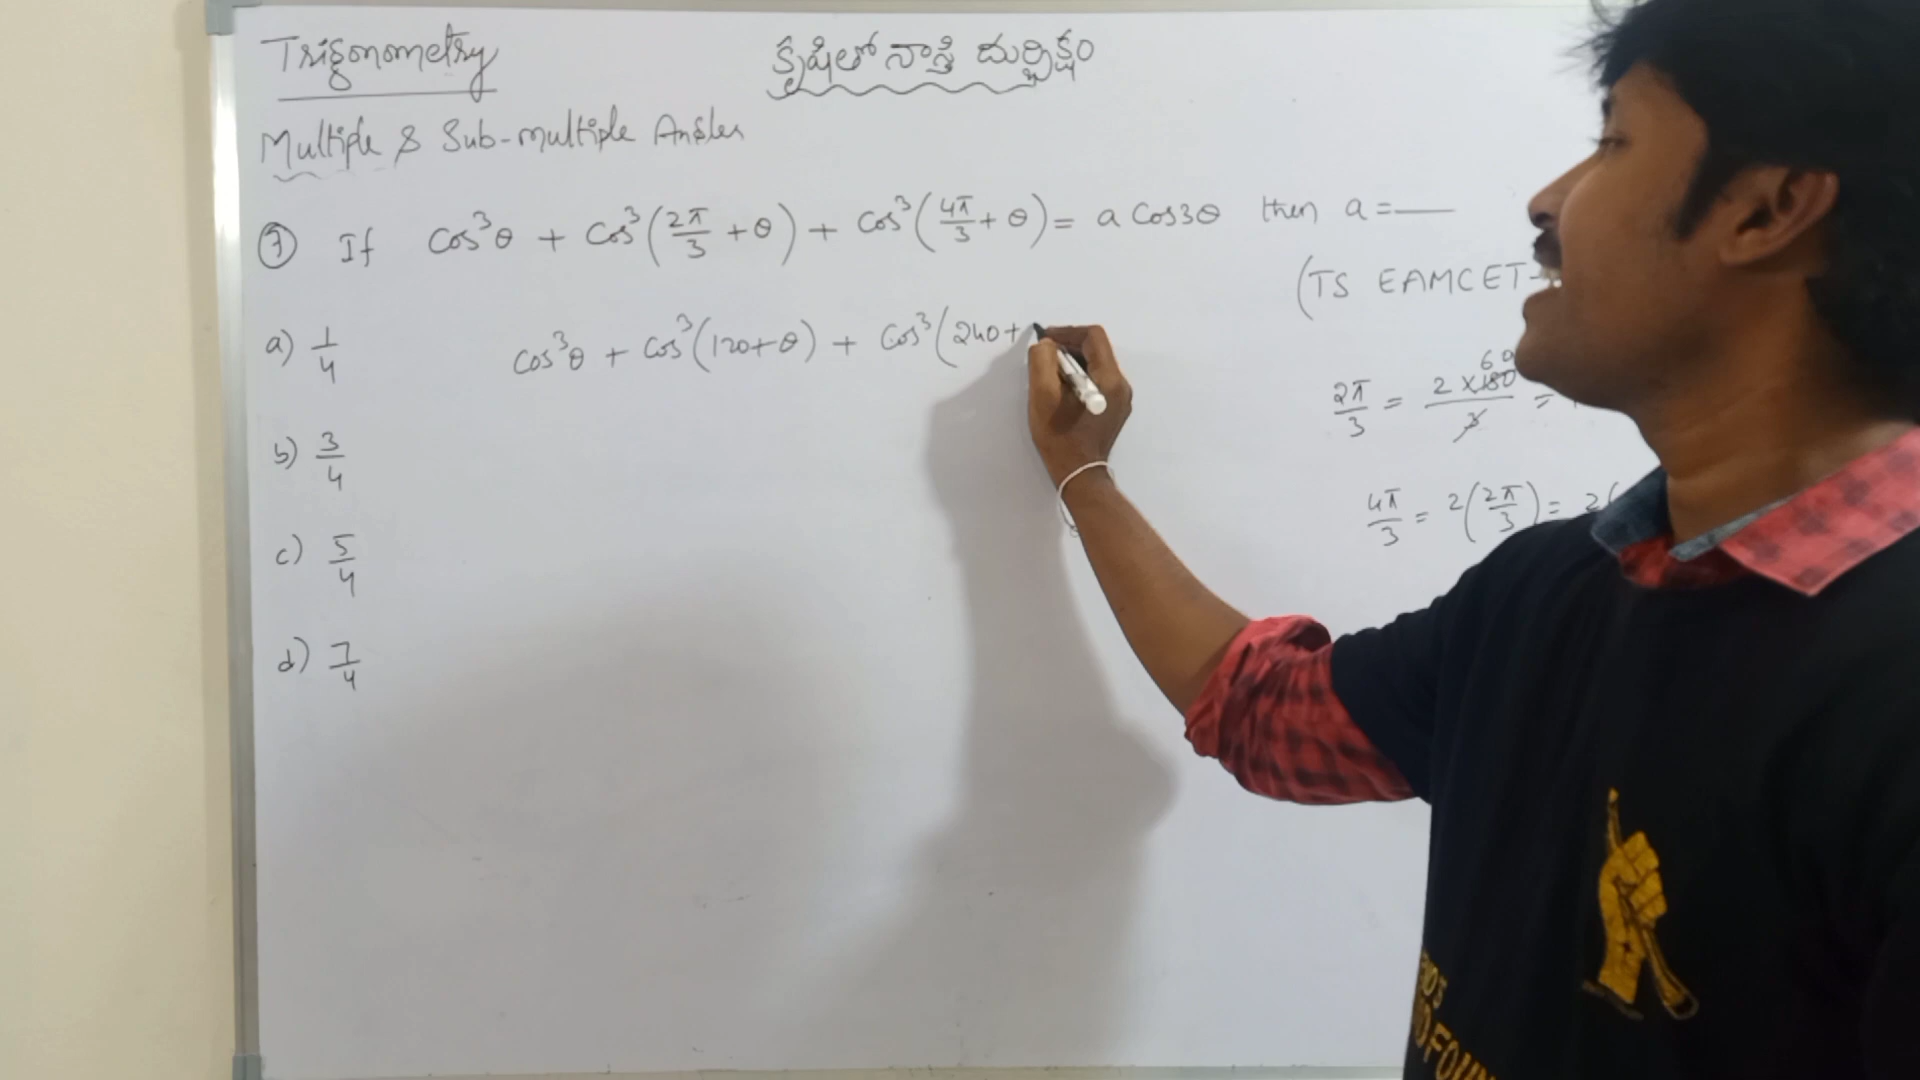 Trigonometry
కృషితో నాస్తి దుర్భిక్షం
Multiple & Sub-multiple Angles
7 If cos³θ + cos³(2π/3 + θ) + cos³(4π/3 + θ) = a cos3θ then a = __
(TS EAMCET-
cos³θ + cos³(120+θ) + cos³(240+
a) 1/4
b) 3/4
c) 5/4
d) 7/4
2π/3 = 2 × 180/3 =
60
4π/3 = 2(2π/3) = 2(